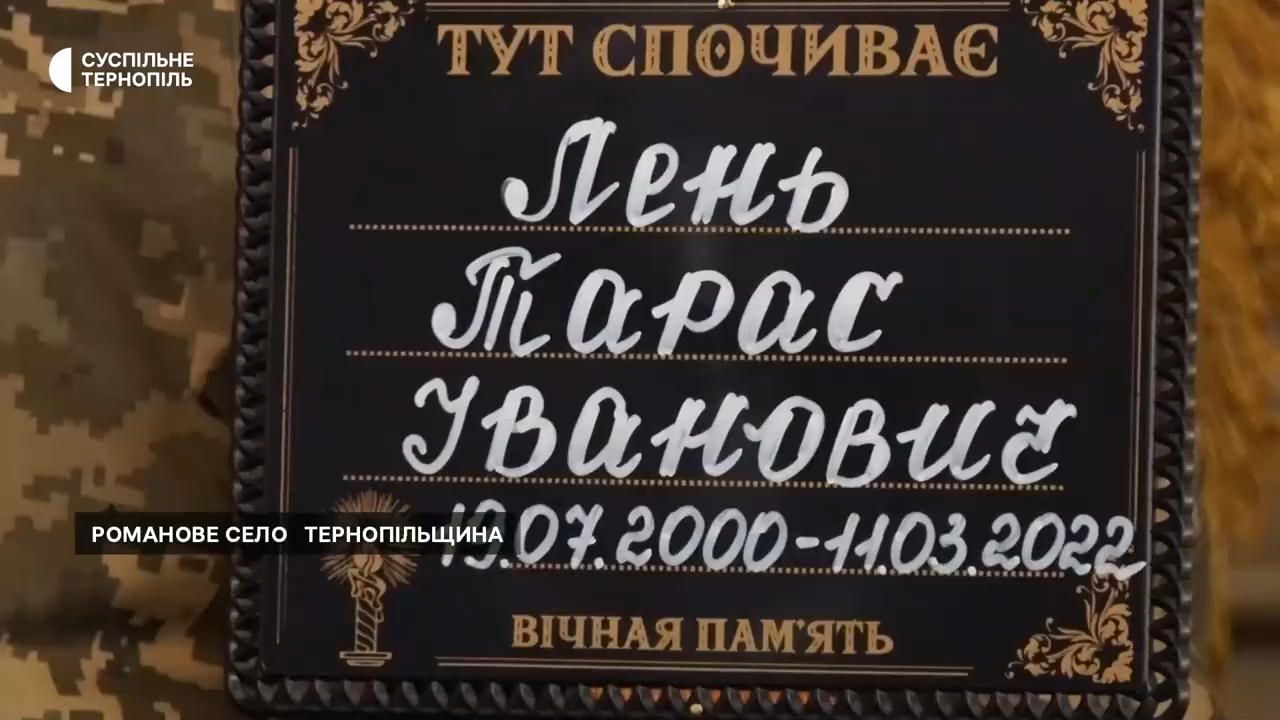 СУСПІЛЬНЕ
ТЕРНОПІЛЬ
ТУТ СПОЧИВАЄ
Лень
Тарас
Іванович
19.07.2000-11.03.2022
РОМАНОВЕ СЕЛО ТЕРНОПІЛЬЩИНА
ВІЧНАЯ ПАМ'ЯТЬ